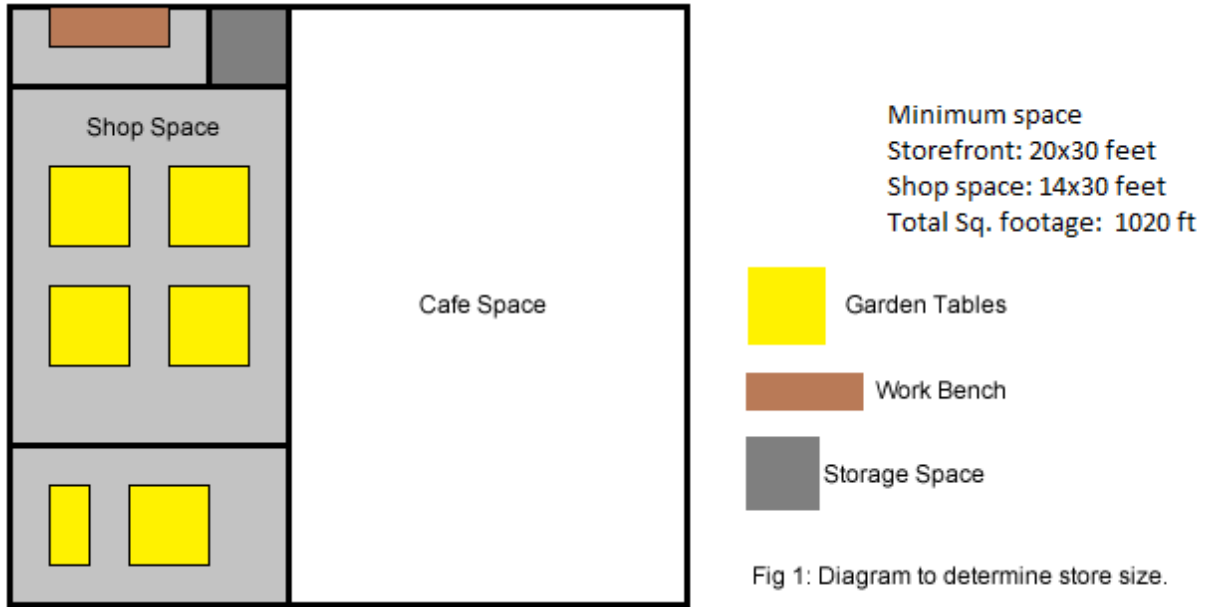 Shop Space
Cafe Space
Minimum space
Storefront: 20x30 feet
Shop space: 14x30 feet
Total Sq. footage:  1020 ft
Garden Tables
Work Bench
Storage Space
Fig 1: Diagram to determine store size.